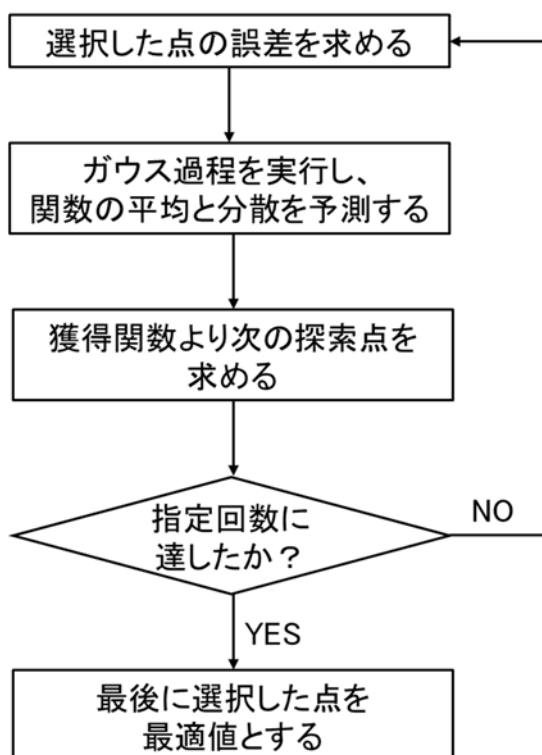 選択した点の誤差を求める
ガウス過程を実行し、
関数の平均と分散を予測する
獲得関数より次の探索点を
求める
指定回数に
達したか？
NO
YES
最後に選択した点を
最適値とする